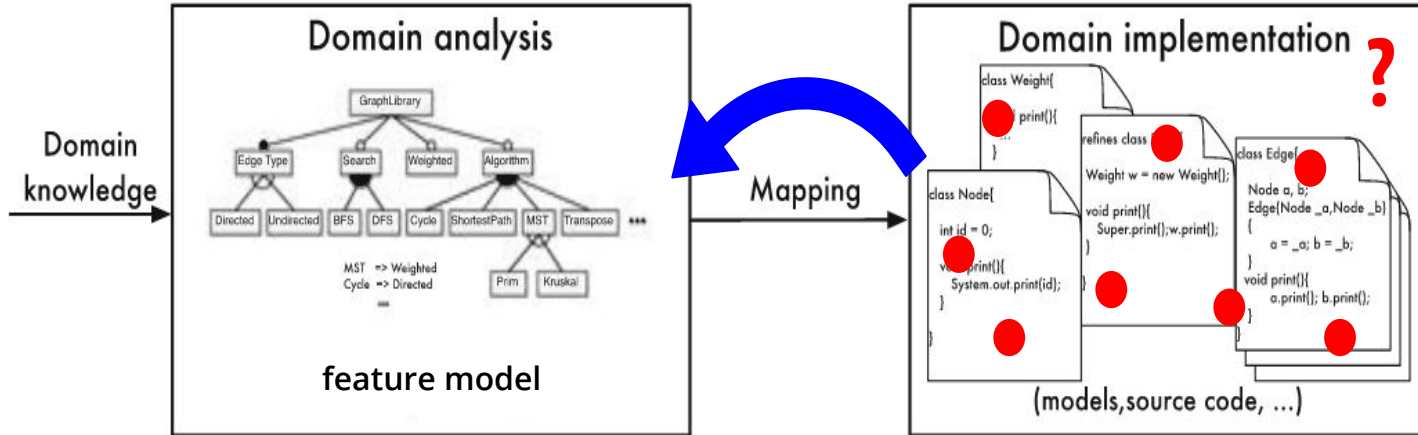 Domain analysis
GraphLibrary
Edge Type Search Weighted Algorithm
Directed Undirected BFS DFS Cycle ShortestPath MST Transpose
MST => Weighted
Cycle => Directed
Prim Kruskal
feature model
Domain
knowledge
Mapping
Domain implementation
?
class Weight{
print(){
...
}
refines class
Weight w = new Weight();
void print(){
Super.print();w.print();
}
}
class Edge{
Node a, b;
Edge(Node _a,Node _b)
{
a = _a; b = _b;
}
void print(){
a.print(); b.print();
}
}
class Node{
int id = 0;
print(){
System.out.print(id);
}
}
(models,source code, ...)